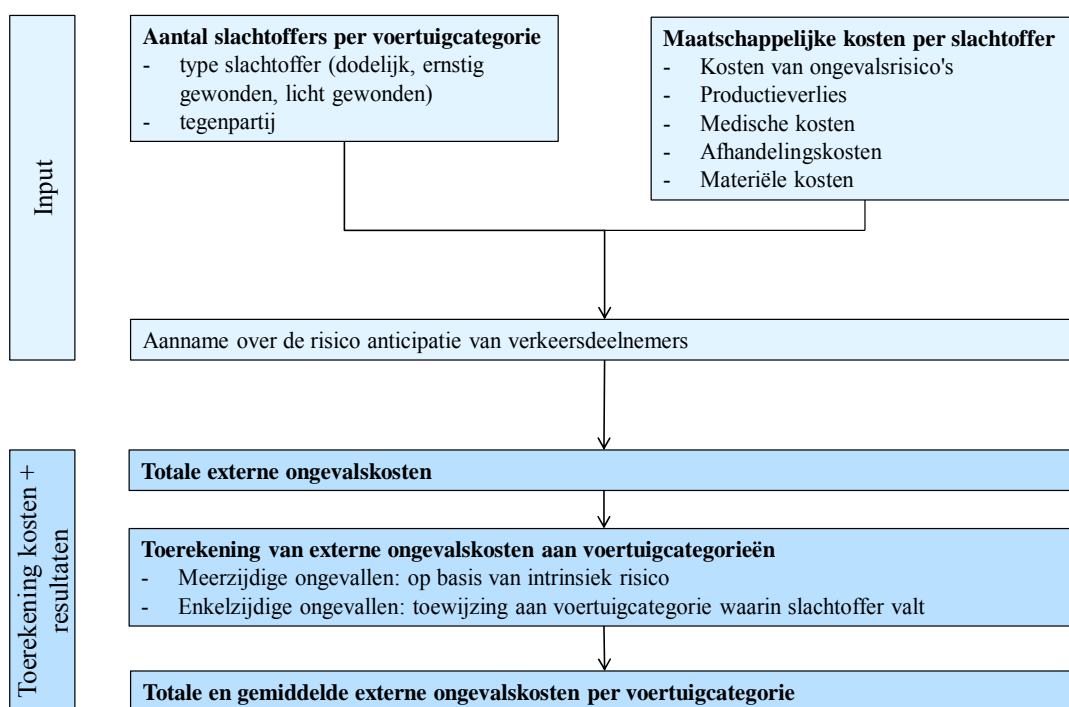 Input
Aantal slachtoffers per voertuigcategorie
- type slachtoffer (dodelijk, ernstig
gewonden, licht gewonden)
- tegenpartij
Maatschappelijke kosten per slachtoffer
- Kosten van ongevalsrisico's
- Productieverlies
- Medische kosten
- Afhandelingskosten
- Materiële kosten
Aanname over de risico anticipatie van verkeersdeelnemers
Toerekening kosten +
resultaten
Totale externe ongevalskosten
Toerekening van externe ongevalskosten aan voertuigcategorieën
- Meerzijdige ongevallen: op basis van intrinsiek risico
- Enkelzijdige ongevallen: toewijzing aan voertuigcategorie waarin slachtoffer valt
Totale en gemiddelde externe ongevalskosten per voertuigcategorie